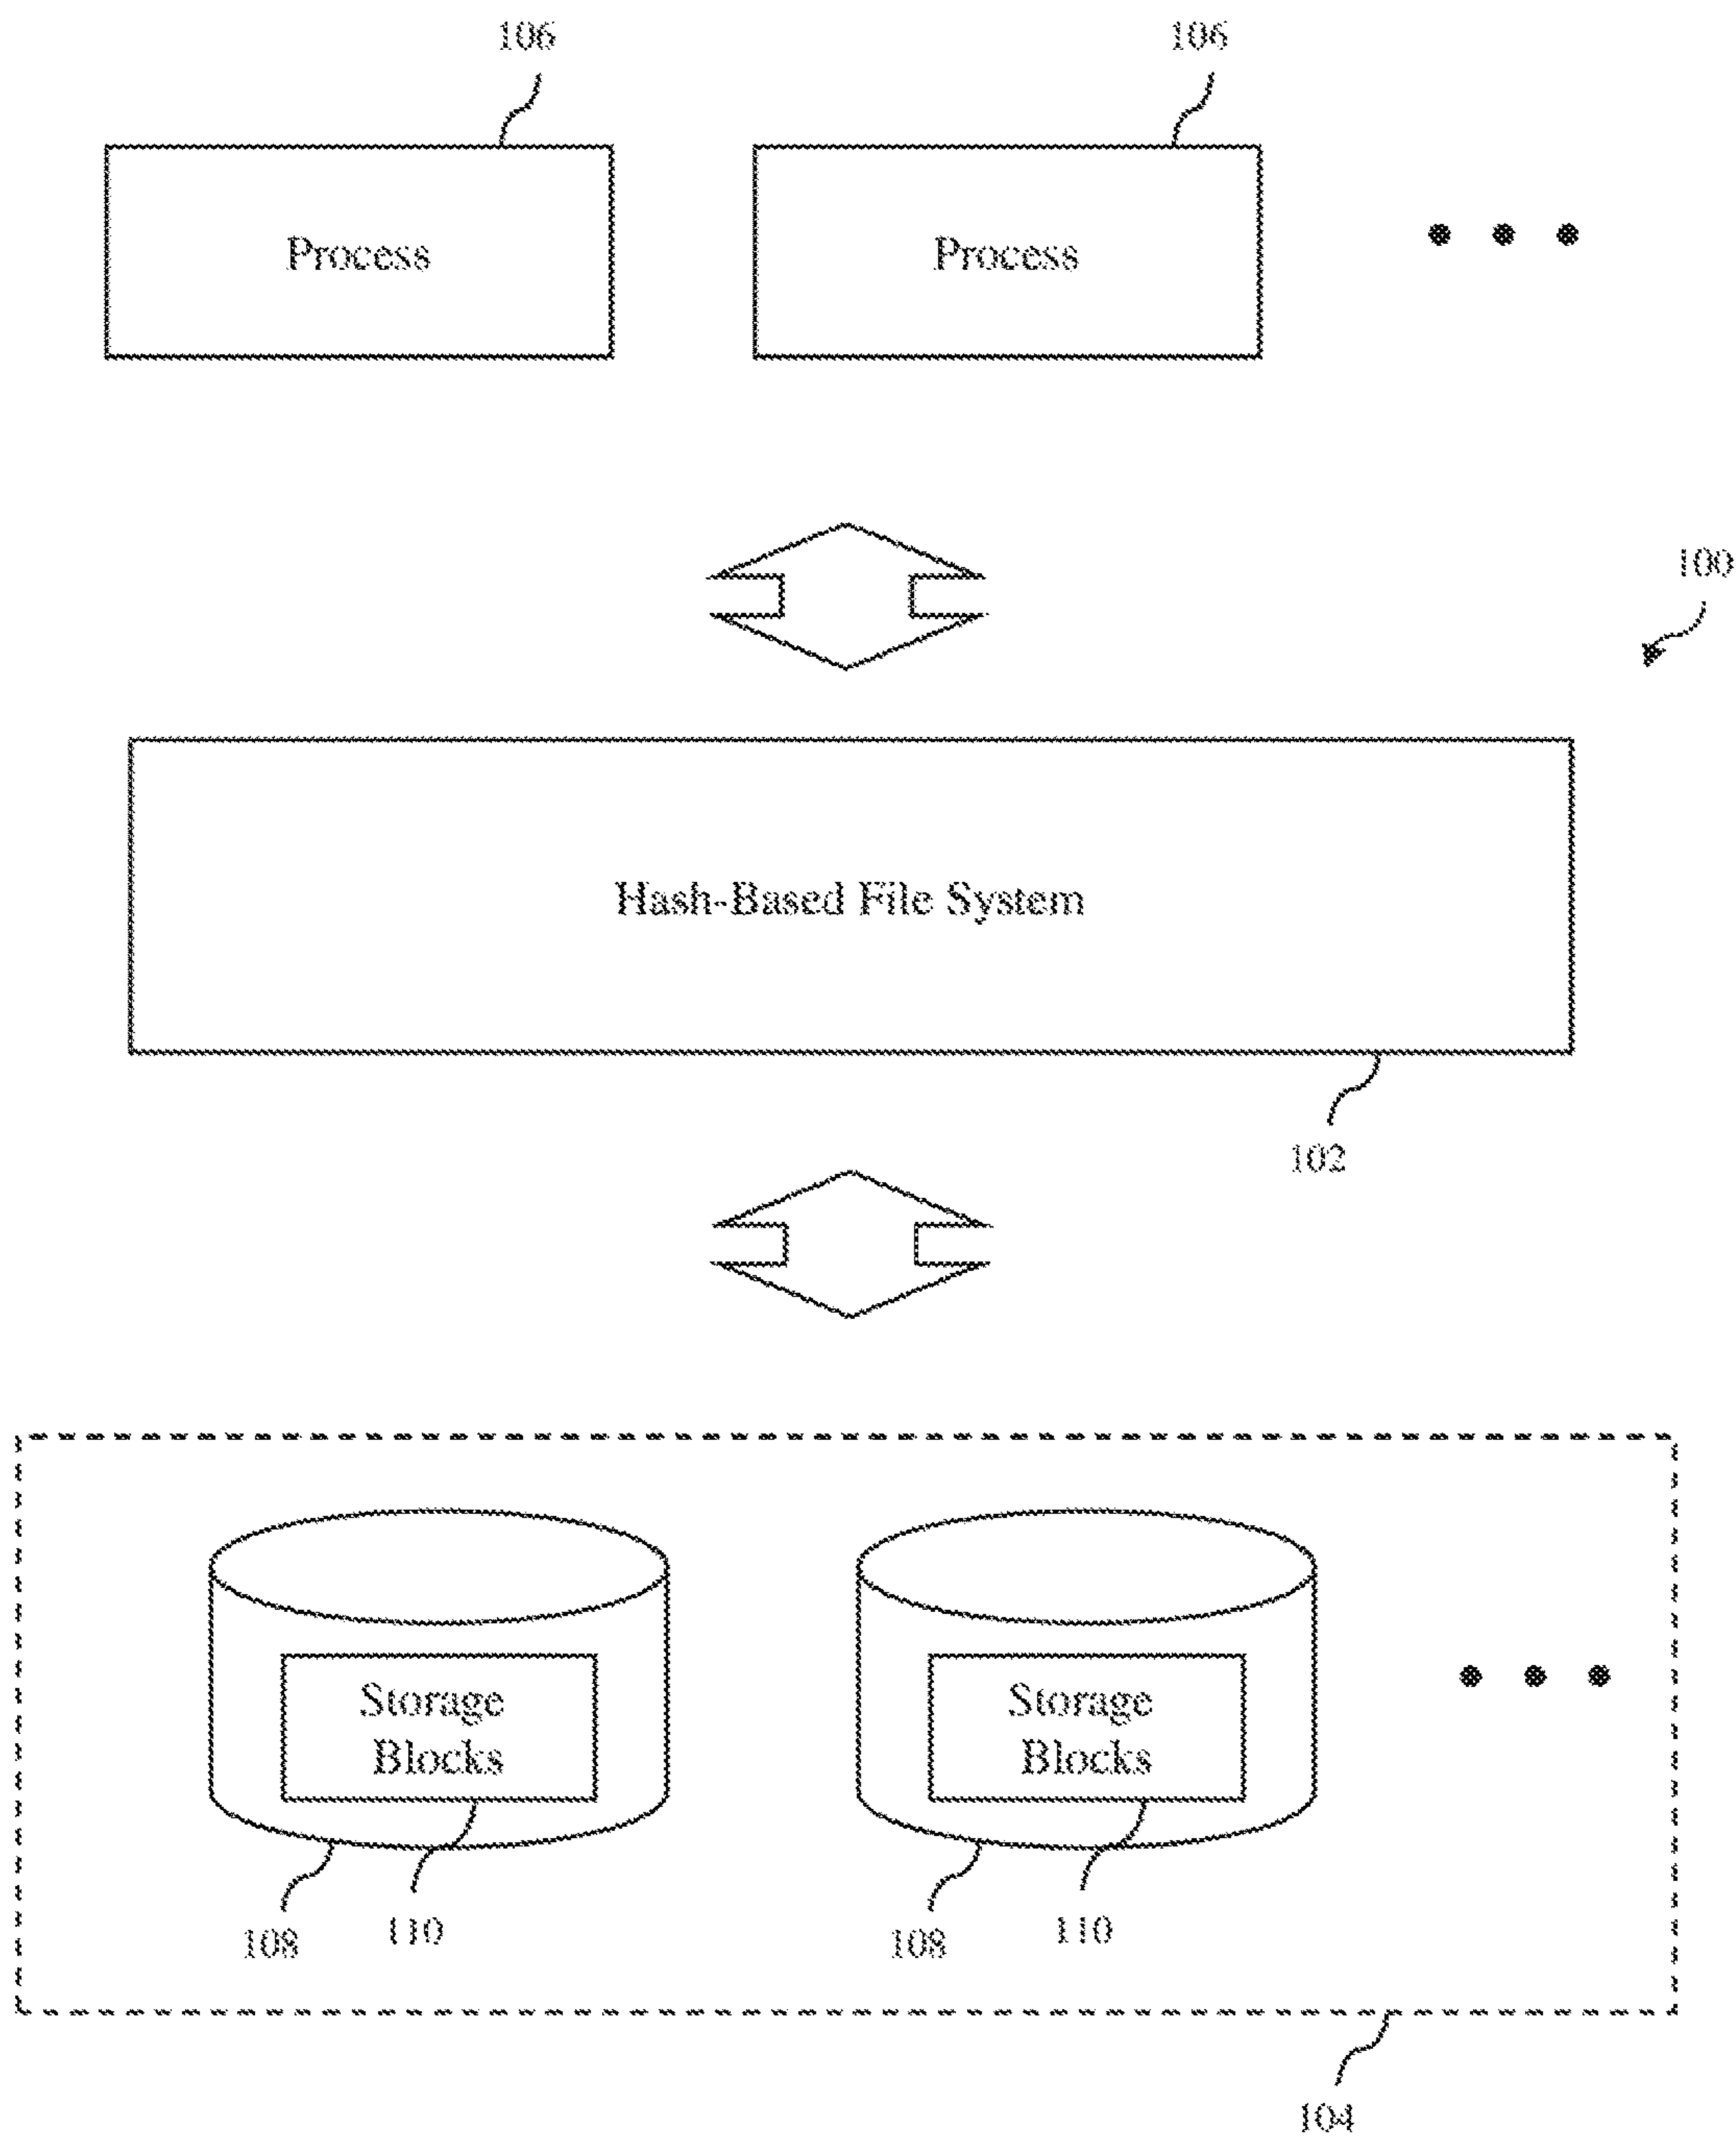 106
106
Process
Process
100
Hash-Based File System
102
Storage
Blocks
Storage
Blocks
108
110
108
110
104